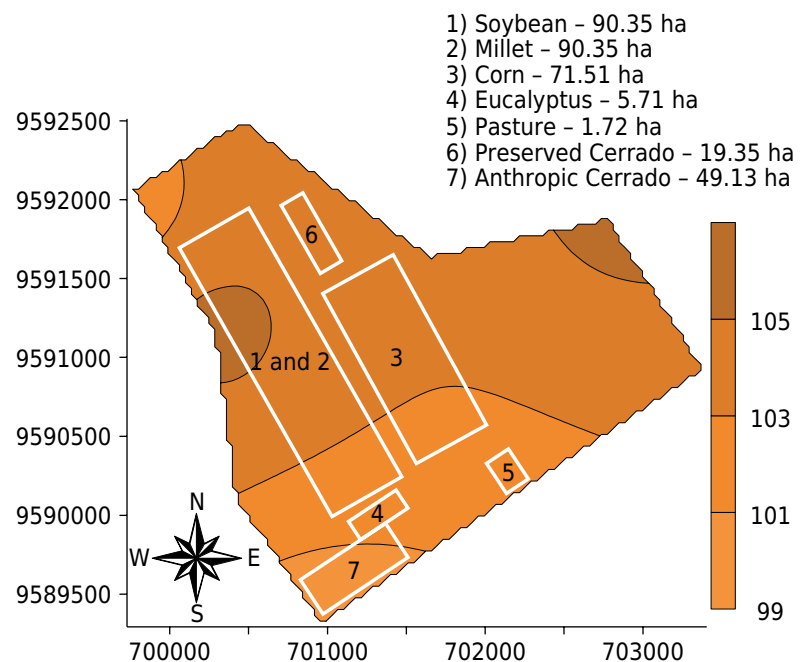 1) Soybean – 90.35 ha
2) Millet – 90.35 ha
3) Corn – 71.51 ha
4) Eucalyptus – 5.71 ha
5) Pasture – 1.72 ha
6) Preserved Cerrado – 19.35 ha
7) Anthropic Cerrado – 49.13 ha
9592500
9592000
9591500
9591000
9590500
9590000
9589500
6
1 and 2
3
5
4
7
N
W E
S
105
103
101
99
700000 701000 702000 703000